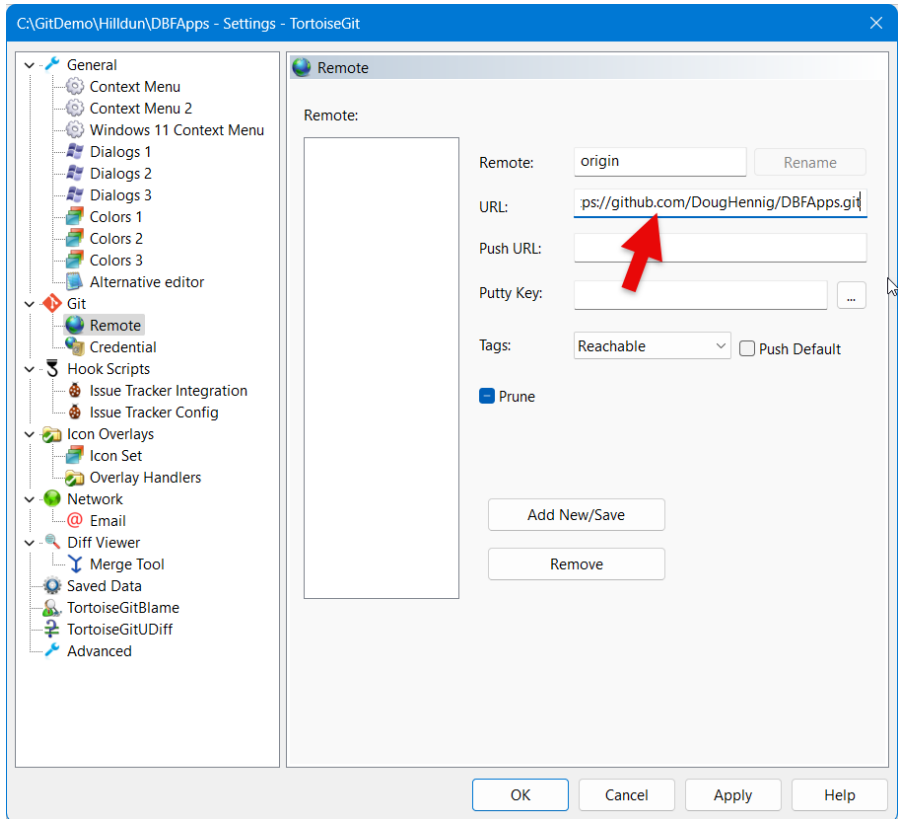 C:\GitDemo\Hilldun\DBFApps - Settings - TortoiseGit
General
Context Menu
Context Menu 2
Windows 11 Context Menu
Dialogs 1
Dialogs 2
Dialogs 3
Colors 1
Colors 2
Colors 3
Alternative editor
Git
Remote
Credential
Hook Scripts
Issue Tracker Integration
Issue Tracker Config
Icon Overlays
Icon Set
Overlay Handlers
Network
Email
Diff Viewer
Merge Tool
Saved Data
TortoiseGitBlame
TortoiseGitUDiff
Advanced
Remote
Remote:
Remote: origin Rename
URL: ps://github.com/DougHennig/DBFApps.git
Push URL:
Putty Key: ...
Tags: Reachable Push Default
Prune
Add New/Save
Remove
OK Cancel Apply Help